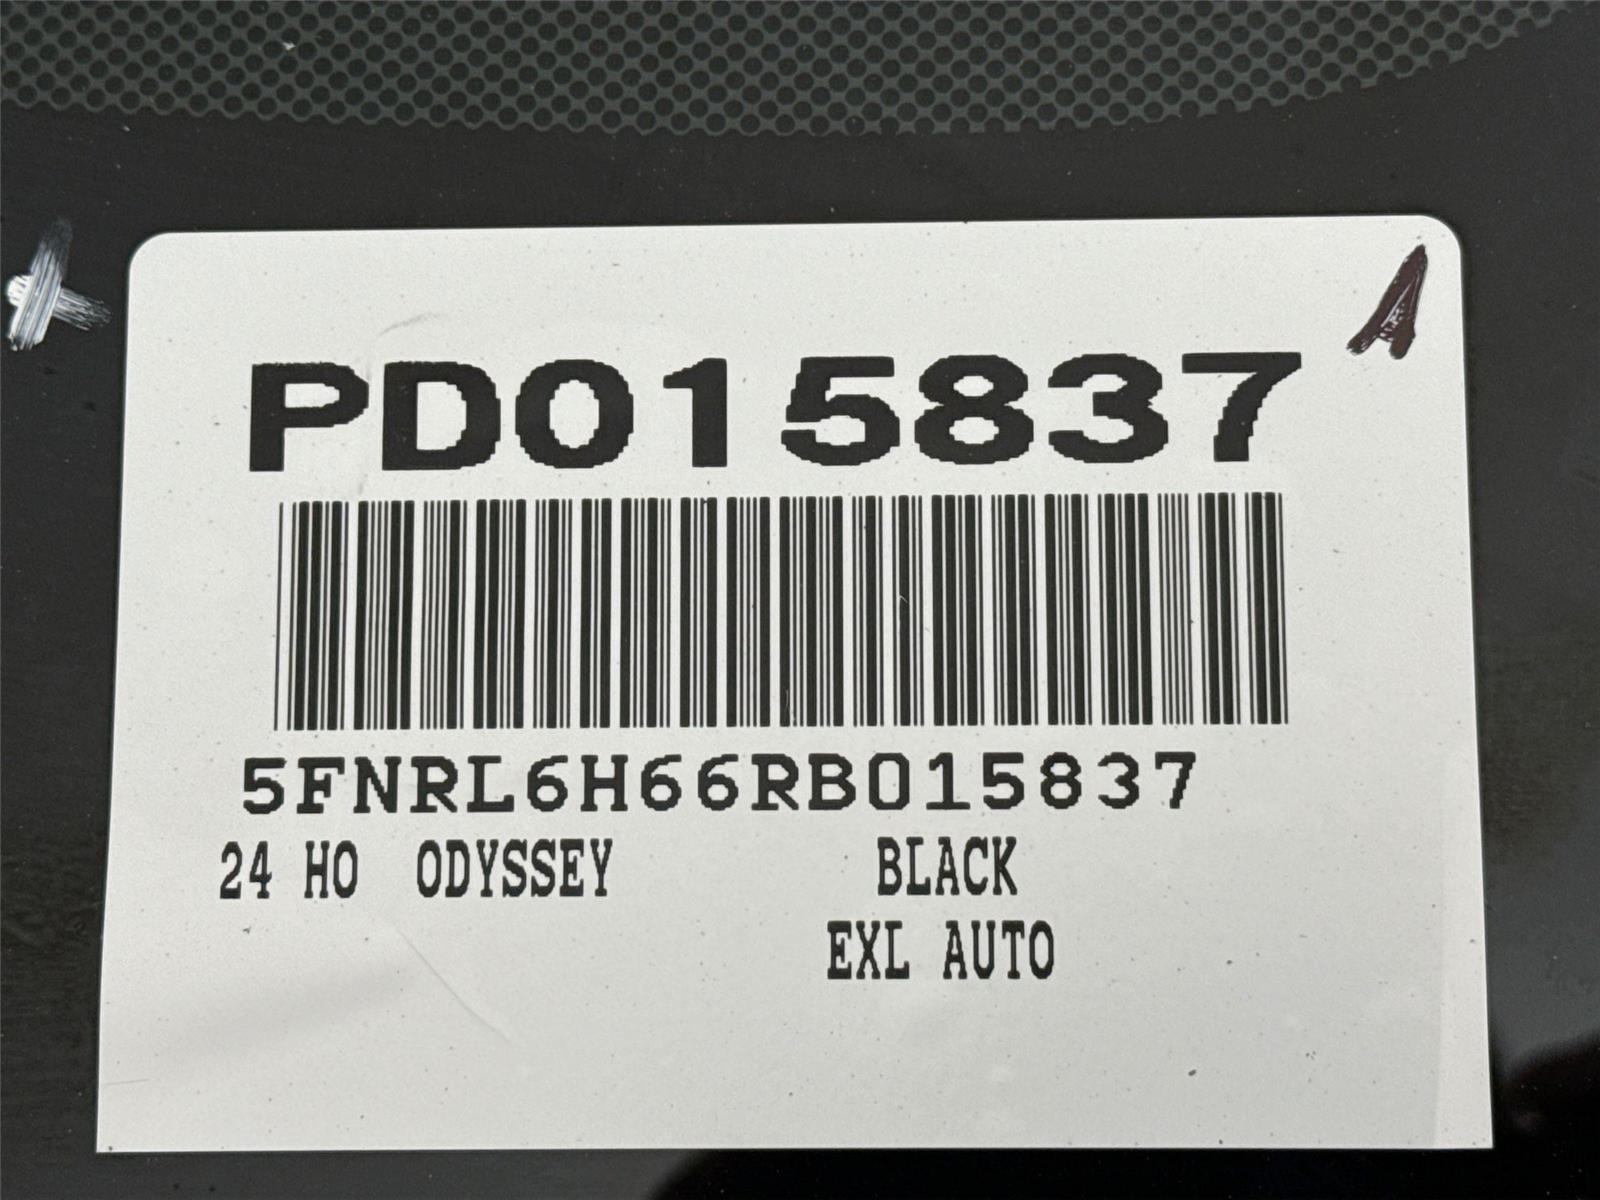 A
PD015837
5FNRL6H66RB015837
24 HO ODYSSEY BLACK
EXL AUTO